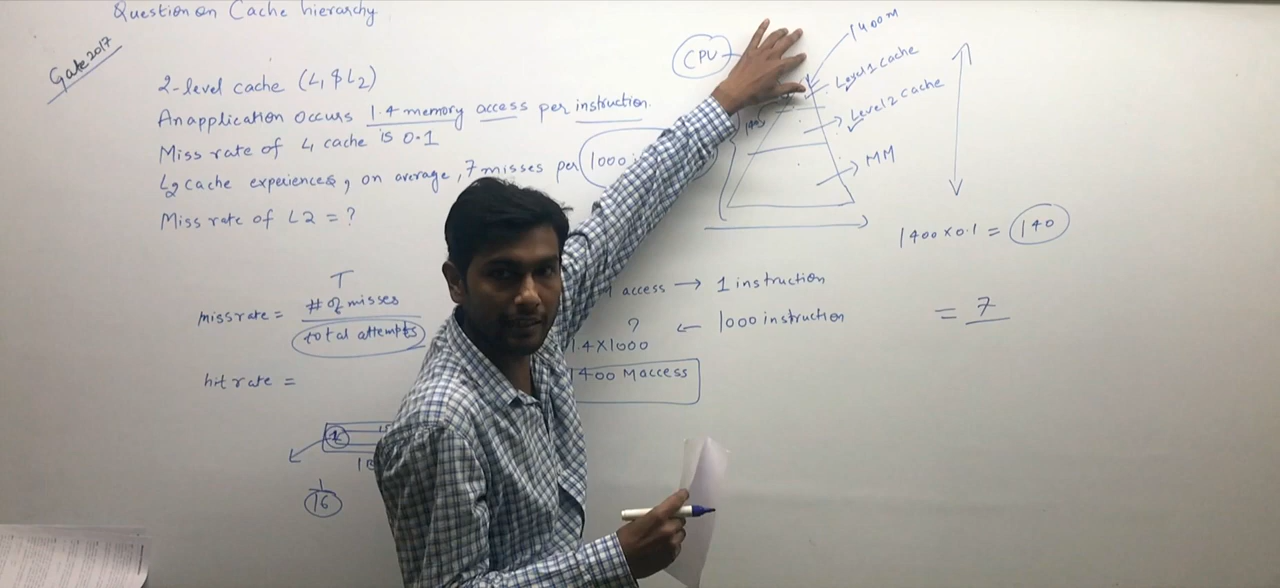 Question on Cache hierarchy
Gate 2017
2-level cache (L1 & L2)
An application occurs 1.4 memory access per instruction.
Miss rate of L1 cache is 0.1
L2 cache experiences, on average, 7 misses per 1000
Miss rate of L2 = ?
CPU
1400 M
Level 1 Cache
Level 2 Cache
140
MM
1400 × 0.1 = 140
= 7
T
miss rate = # of misses
total attempts
hit rate =
access → 1 instruction
? ← 1000 instruction
1.4 × 1000
1400 M access
1
16